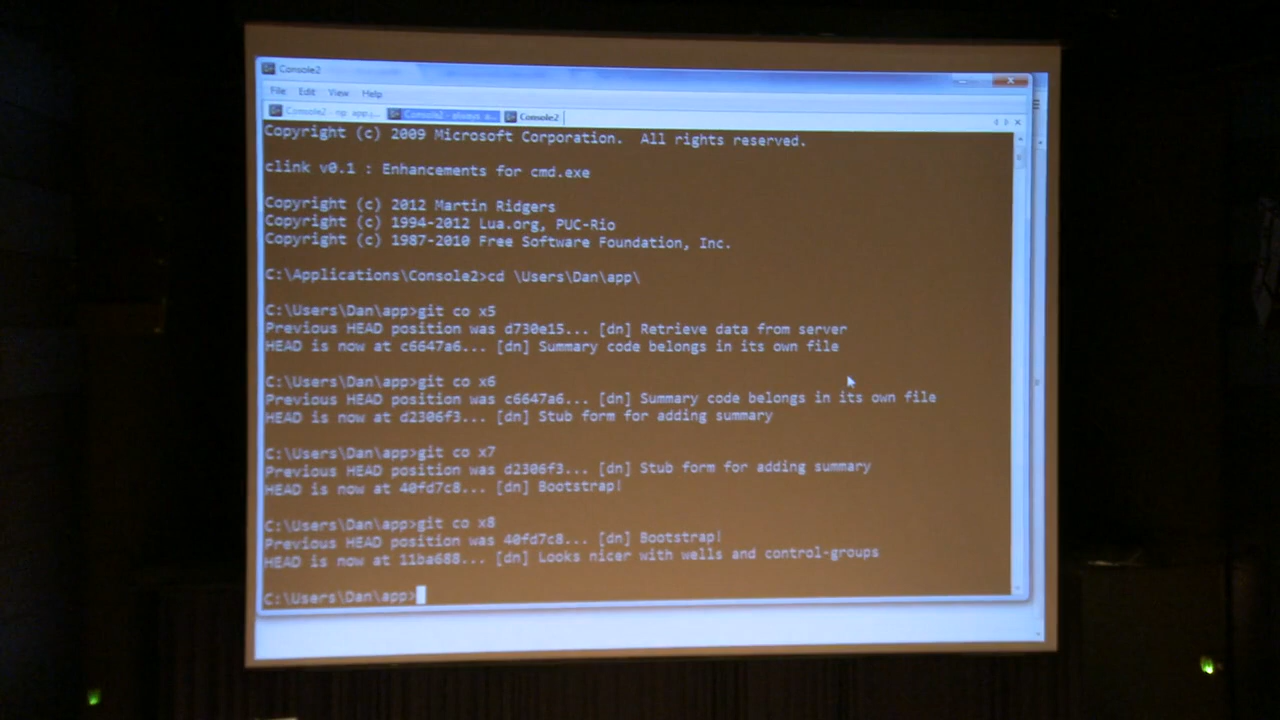 Console2
File Edit View Help
Console2 - Console2 - always a... Console2
Copyright (c) 2009 Microsoft Corporation.  All rights reserved.
clink v0.1 : Enhancements for cmd.exe
Copyright (c) 2012 Martin Ridgers
Copyright (c) 1994-2012 Lua.org, PUC-Rio
Copyright (c) 1987-2010 Free Software Foundation, Inc.
C:\Applications\Console2>cd \Users\Dan\app\
C:\Users\Dan\app>git co x5
Previous HEAD position was d730e15... [dn] Retrieve data from server
HEAD is now at c6647a6... [dn] Summary code belongs in its own file
C:\Users\Dan\app>git co x6
Previous HEAD position was c6647a6... [dn] Summary code belongs in its own file
HEAD is now at d2306f3... [dn] Stub form for adding summary
C:\Users\Dan\app>git co x7
Previous HEAD position was d2306f3... [dn] Stub form for adding summary
HEAD is now at 40fd7c8... [dn] Bootstrap!
C:\Users\Dan\app>git co x8
Previous HEAD position was 40fd7c8... [dn] Bootstrap!
HEAD is now at 11ba688... [dn] Looks nicer with wells and control-groups
C:\Users\Dan\app>